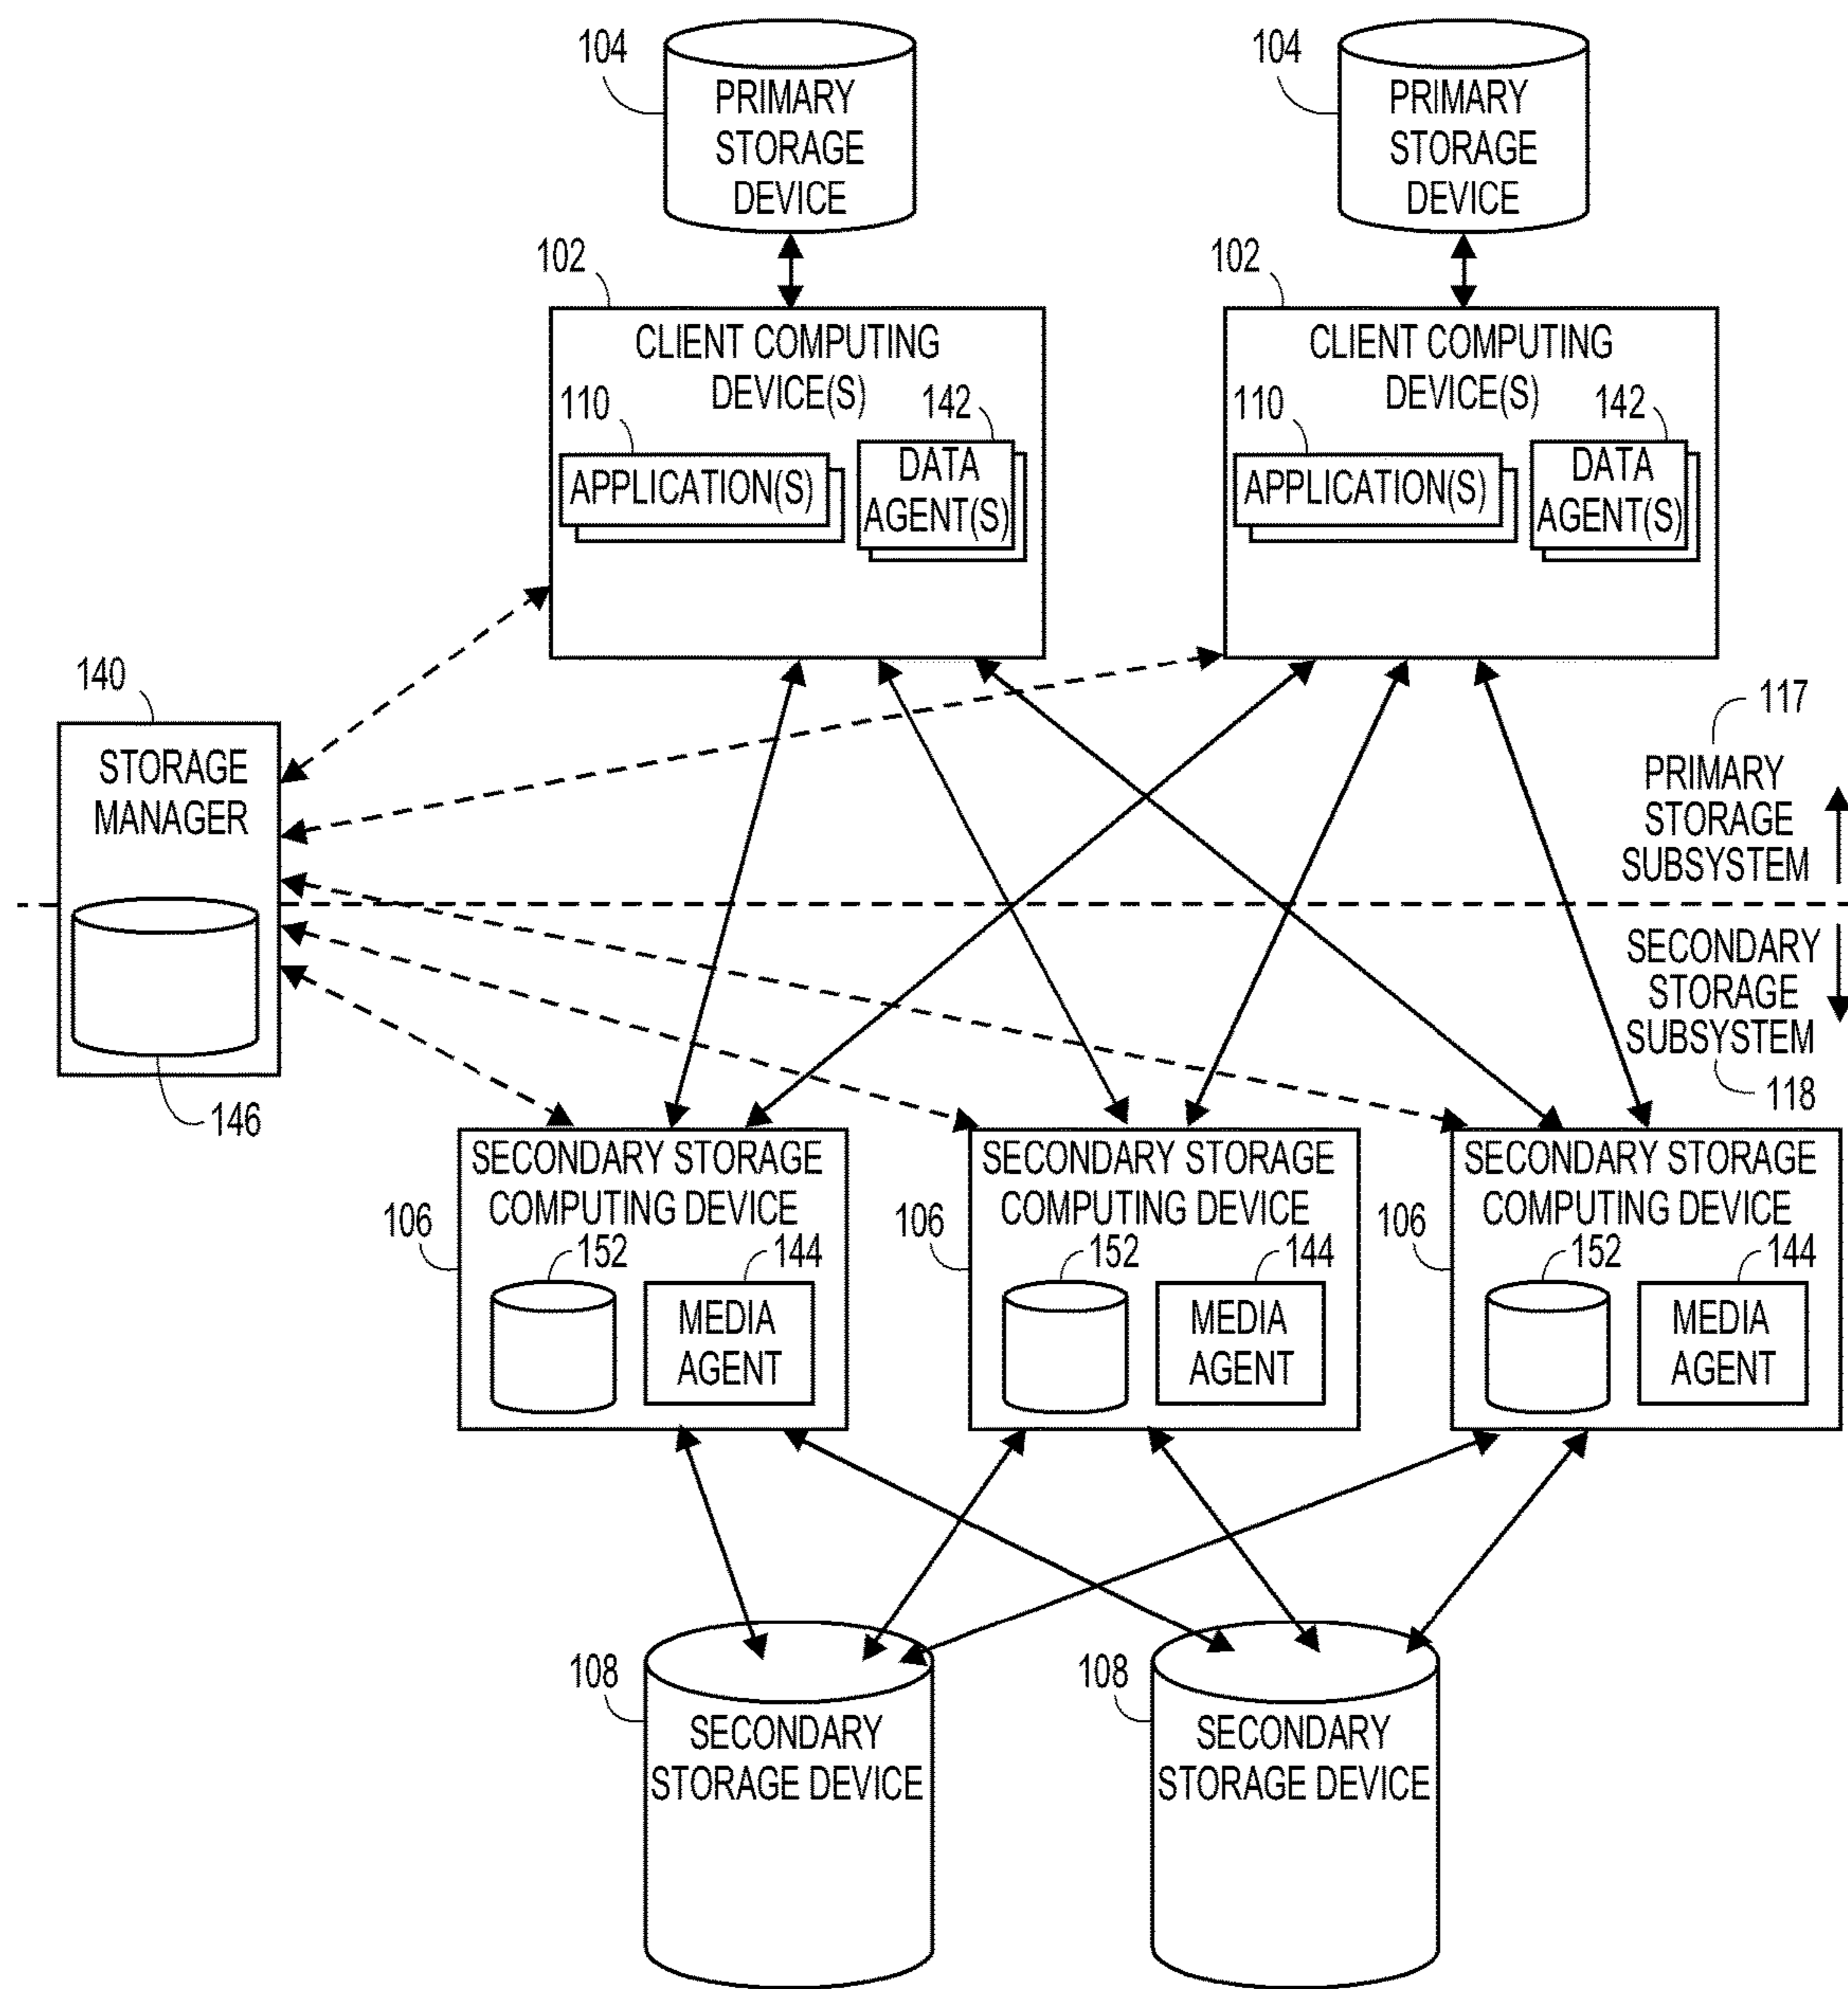 104
PRIMARY
STORAGE
DEVICE
104
PRIMARY
STORAGE
DEVICE
102
CLIENT COMPUTING
DEVICE(S)
110
APPLICATION(S)
142
DATA
AGENT(S)
102
CLIENT COMPUTING
DEVICE(S)
110
APPLICATION(S)
142
DATA
AGENT(S)
140
STORAGE
MANAGER
146
117
PRIMARY
STORAGE
SUBSYSTEM
SECONDARY
STORAGE
SUBSYSTEM
118
106
SECONDARY STORAGE
COMPUTING DEVICE
152
144
MEDIA
AGENT
106
SECONDARY STORAGE
COMPUTING DEVICE
152
144
MEDIA
AGENT
106
SECONDARY STORAGE
COMPUTING DEVICE
152
144
MEDIA
AGENT
108
SECONDARY
STORAGE DEVICE
108
SECONDARY
STORAGE DEVICE